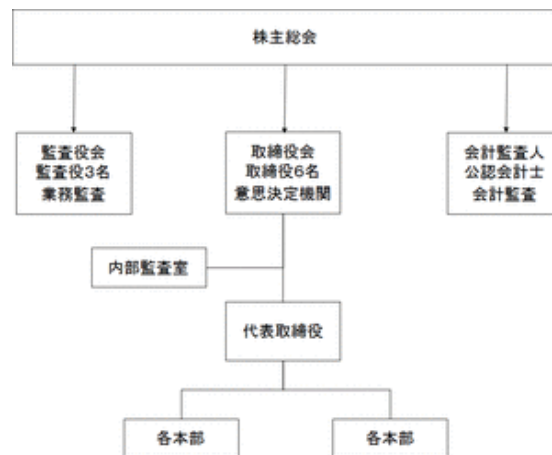 株主総会
監査役会
監査役3名
業務監査
取締役会
取締役6名
意思決定機関
会計監査人
公認会計士
会計監査
内部監査室
代表取締役
各本部
各本部